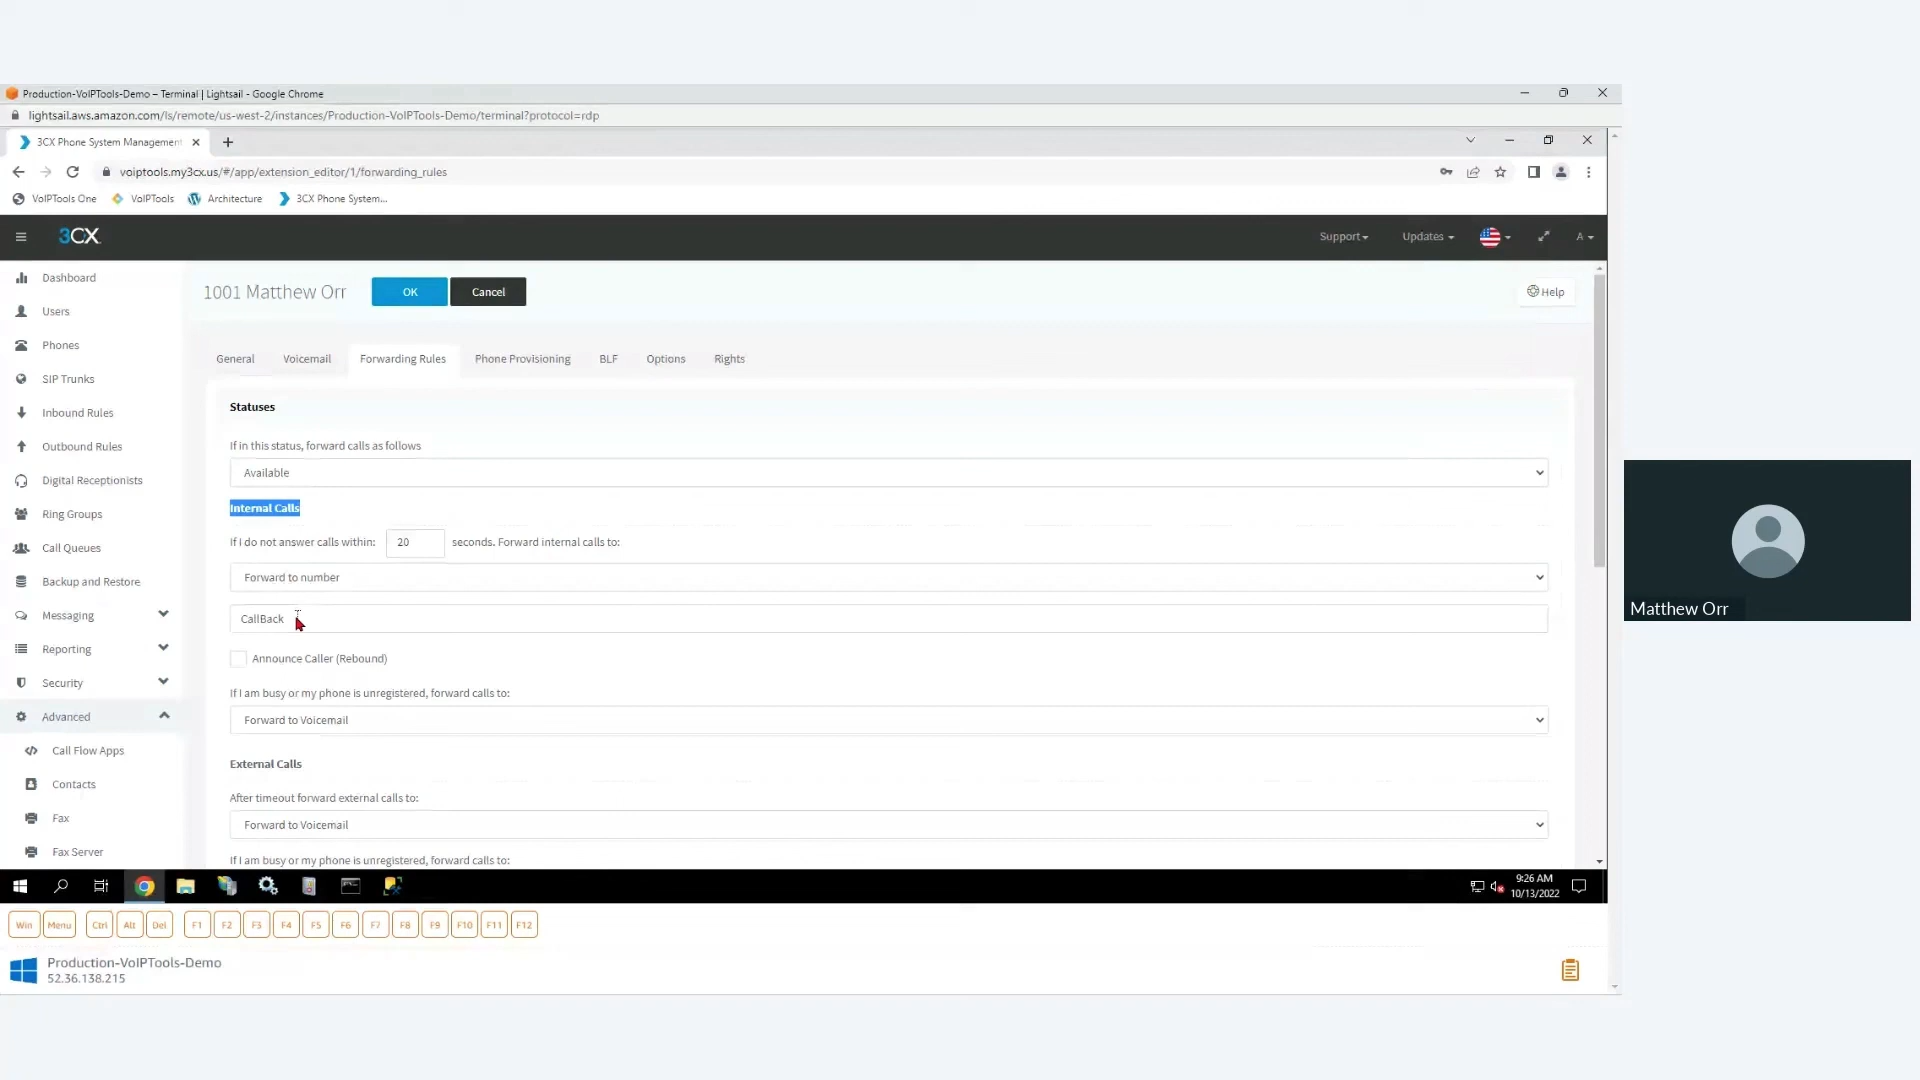 Production-VoIPTools-Demo – Terminal | Lightsail - Google Chrome
lightsail.aws.amazon.com/ls/remote/us-west-2/instances/Production-VoIPTools-Demo/terminal?protocol=rdp
3CX Phone System Management
voiptools.my3cx.us/#/app/extension_editor/1/forwarding_rules
VoIPTools One
VoIPTools
Architecture
3CX Phone System...
3CX
Support
Updates
A
Dashboard
Users
Phones
SIP Trunks
Inbound Rules
Outbound Rules
Digital Receptionists
Ring Groups
Call Queues
Backup and Restore
Messaging
Reporting
Security
Advanced
Call Flow Apps
Contacts
Fax
Fax Server
1001 Matthew Orr
OK
Cancel
Help
General
Voicemail
Forwarding Rules
Phone Provisioning
BLF
Options
Rights
Statuses
If in this status, forward calls as follows
Available
Internal Calls
If I do not answer calls within: 20 seconds. Forward internal calls to:
Forward to number
CallBack
Announce Caller (Rebound)
If I am busy or my phone is unregistered, forward calls to:
Forward to Voicemail
External Calls
After timeout forward external calls to:
Forward to Voicemail
If I am busy or my phone is unregistered, forward calls to:
9:26 AM
10/13/2022
Win
Menu
Ctrl
Alt
Del
F1
F2
F3
F4
F5
F6
F7
F8
F9
F10
F11
F12
Production-VoIPTools-Demo
52.36.138.215
Matthew Orr